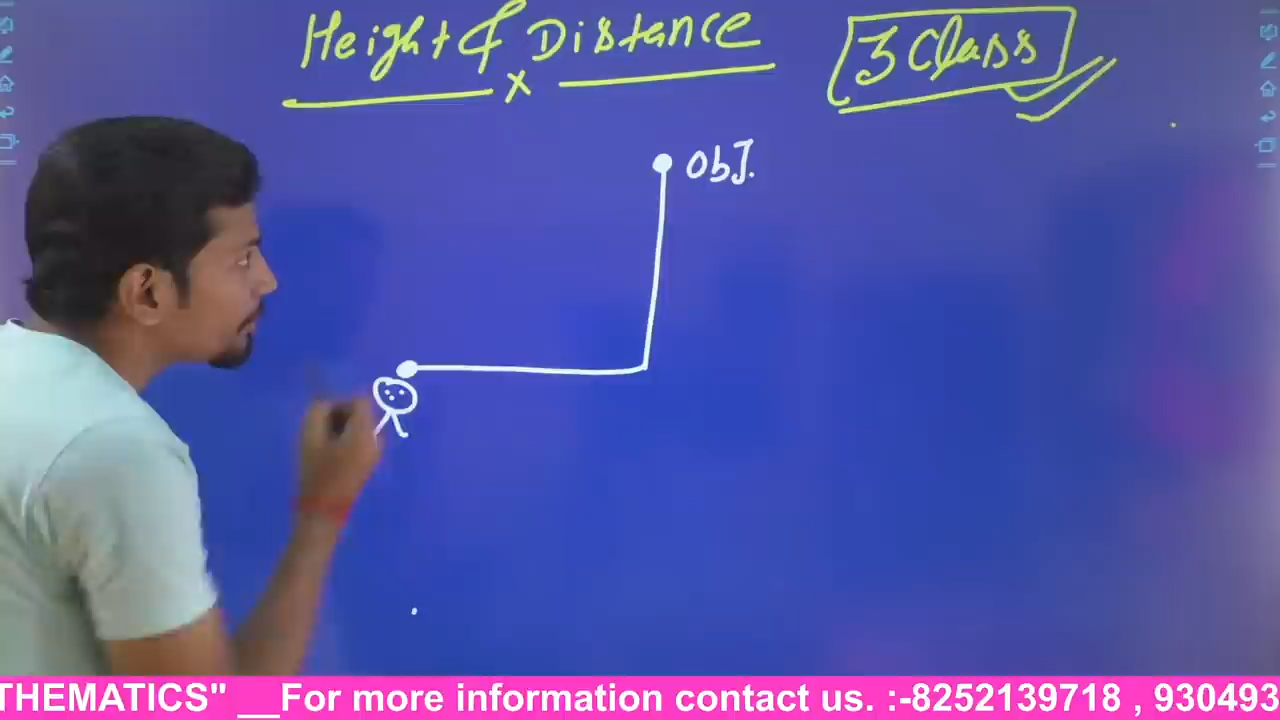 Height & Distance
x
3 Class
Obj.
THEMATICS" __For more information contact us. :-8252139718 , 930493